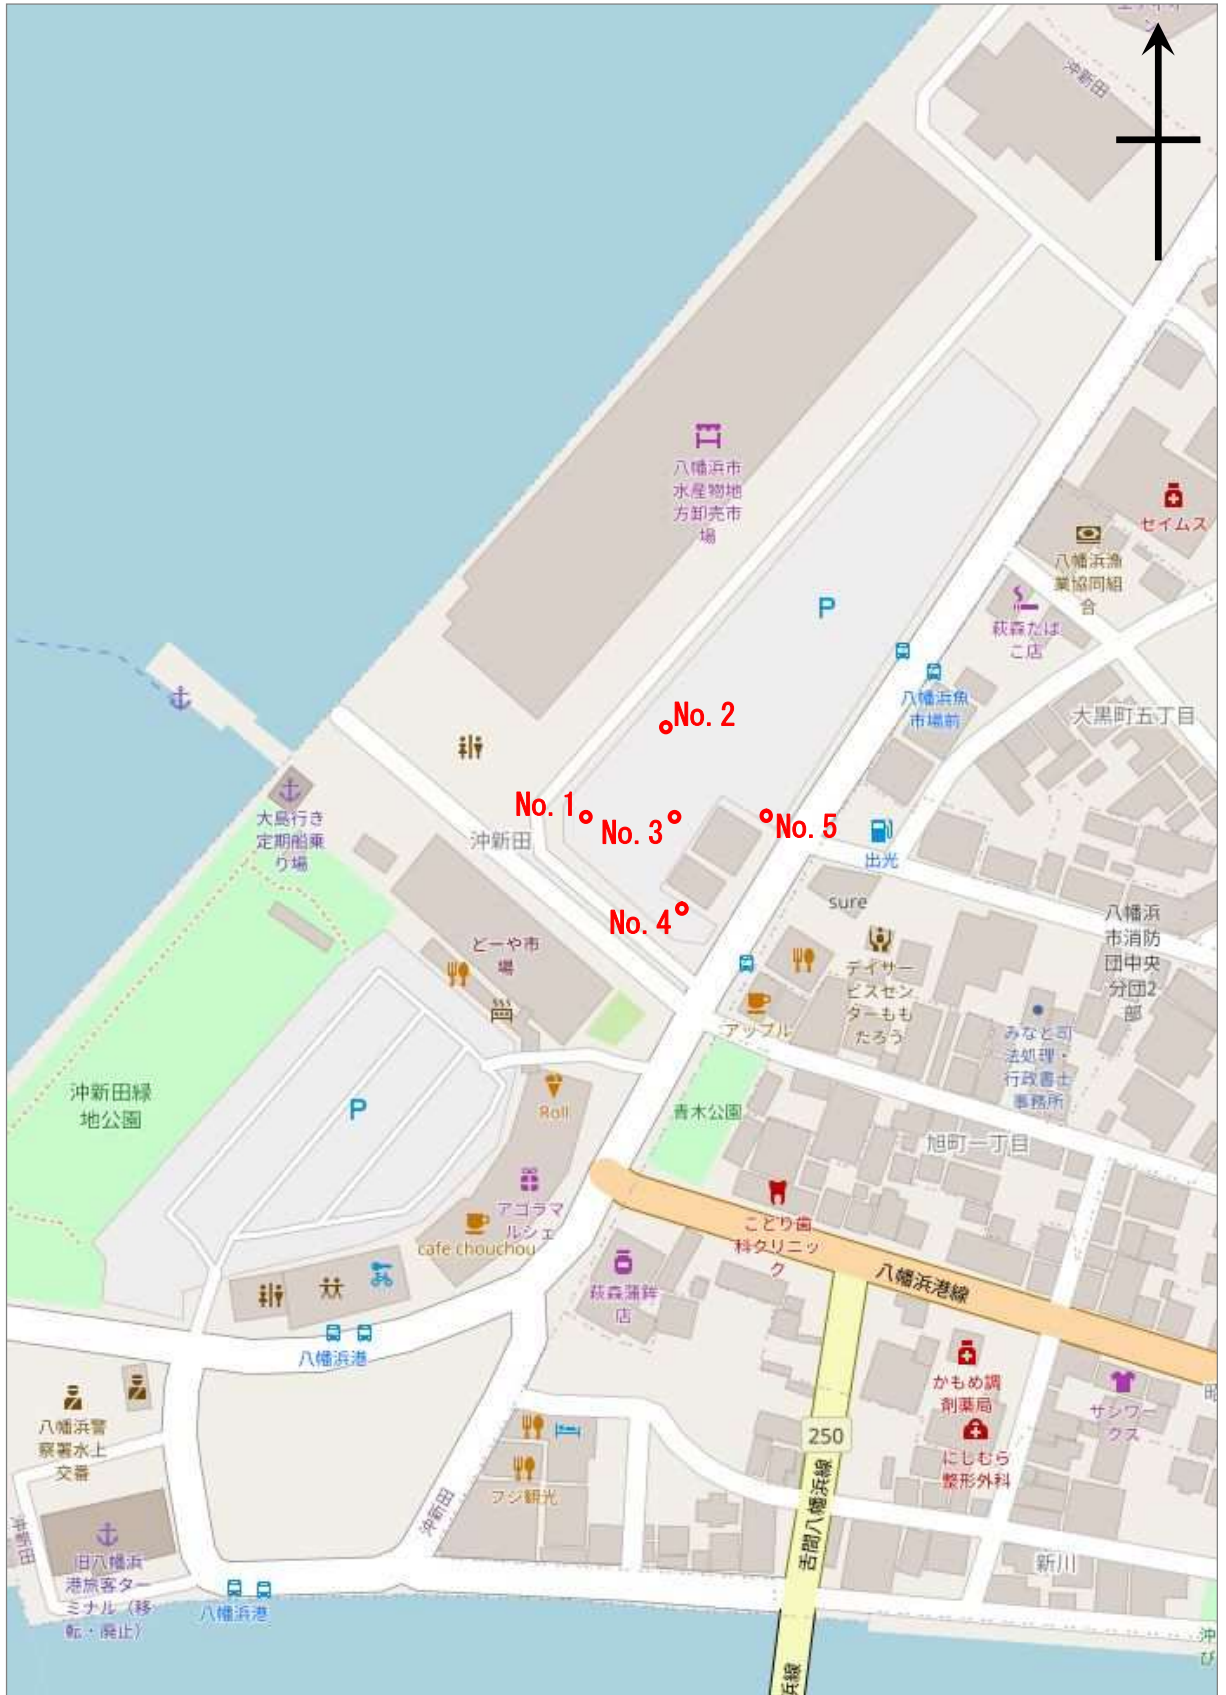 沖新田
八幡浜市
水産物地
方卸売市
場
セイムス
八幡浜漁
業協同組
合
P
萩森たば
こ店
八幡浜魚
市場前
大黒町五丁目
No. 2
No. 1
No. 3
No. 5
No. 4
大島行き
定期船乗
り場
沖新田
出光
sure
八幡浜
市消防
団中央
分団2
部
どーや市
場
デイサー
ビスセン
ターもも
たろう
アップル
みなと司
法処理・
行政書士
事務所
沖新田緑
地公園
P
Roll
青木公園
旭町一丁目
アゴラマ
ルシェ
cafe chouchou
ことり歯
科クリニッ
ク
萩森蒲鉾
店
八幡浜港線
八幡浜港
かもめ調
剤薬局
サンワー
クス
八幡浜警
察署水上
交番
250
にしむら
整形外科
フジ観光
沖新田
舌間八幡浜線
新川
旧八幡浜
港旅客ター
ミナル（移
転・廃止）
八幡浜港
沖
び
浜線